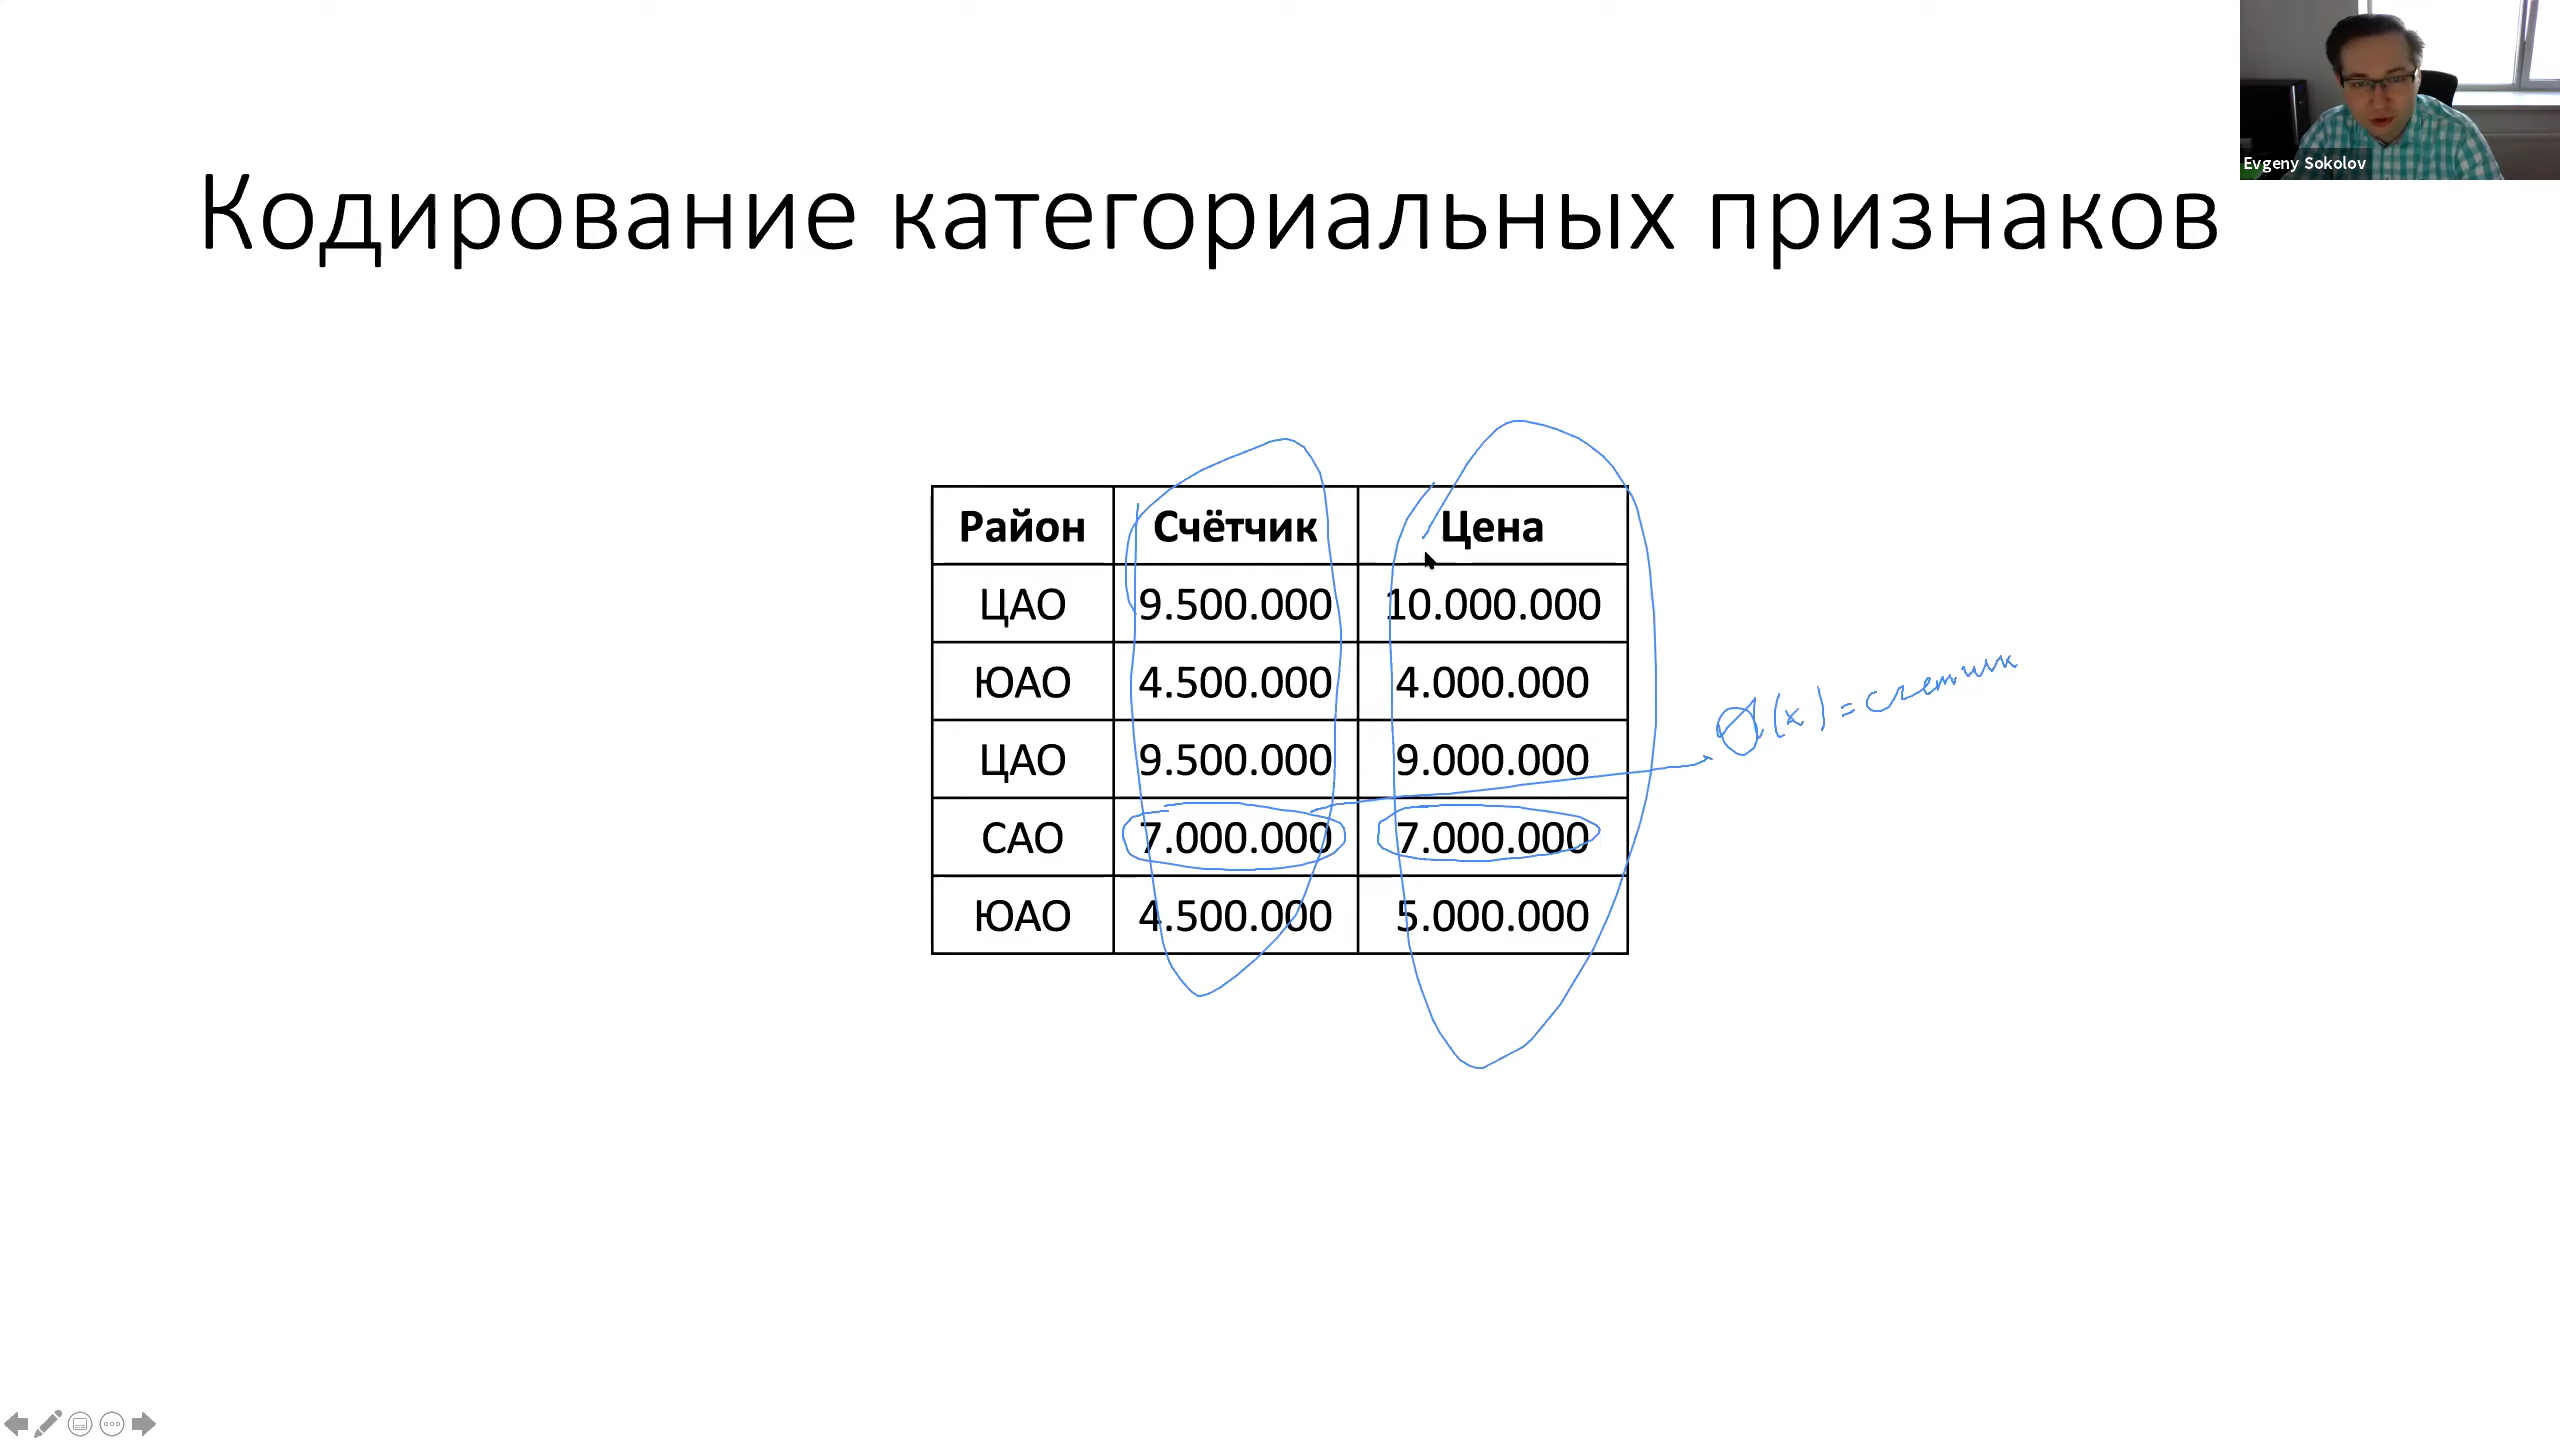 Evgeny Sokolov
Кодирование категориальных признаков
Район Счётчик Цена
ЦАО 9.500.000 10.000.000
ЮАО 4.500.000 4.000.000
ЦАО 9.500.000 9.000.000
САО 7.000.000 7.000.000
ЮАО 4.500.000 5.000.000
a(x) = счетчик